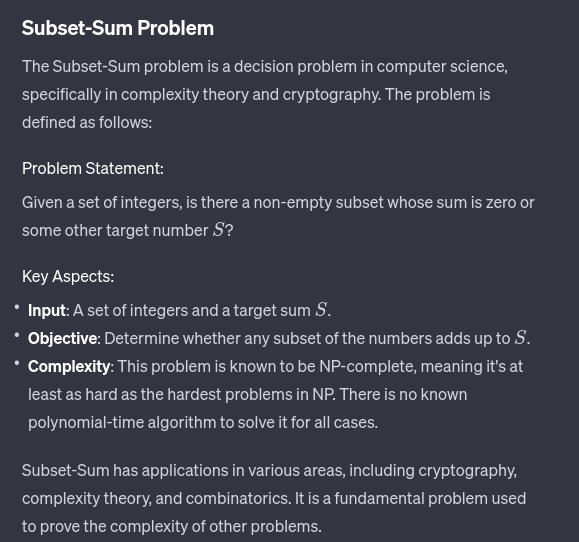 Subset-Sum Problem
The Subset-Sum problem is a decision problem in computer science,
specifically in complexity theory and cryptography. The problem is
defined as follows:
Problem Statement:
Given a set of integers, is there a non-empty subset whose sum is zero or
some other target number S?
Key Aspects:
• Input: A set of integers and a target sum S.
• Objective: Determine whether any subset of the numbers adds up to S.
• Complexity: This problem is known to be NP-complete, meaning it's at
least as hard as the hardest problems in NP. There is no known
polynomial-time algorithm to solve it for all cases.
Subset-Sum has applications in various areas, including cryptography,
complexity theory, and combinatorics. It is a fundamental problem used
to prove the complexity of other problems.